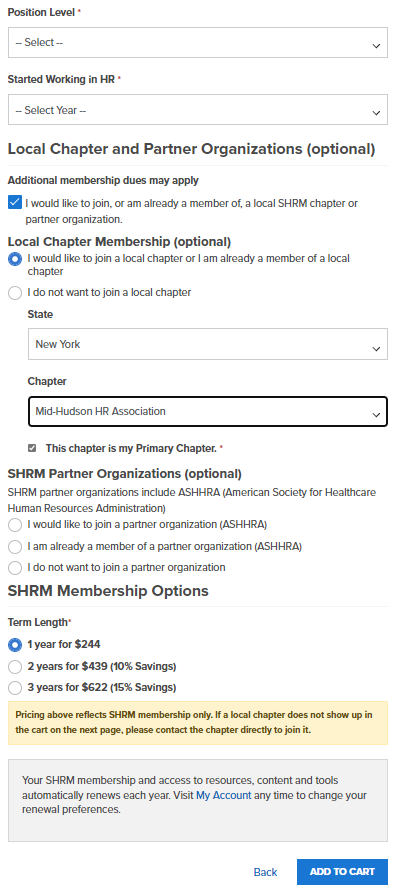 Position Level *
-- Select --
Started Working in HR *
-- Select Year --
Local Chapter and Partner Organizations (optional)
Additional membership dues may apply
I would like to join, or am already a member of, a local SHRM chapter or
partner organization.
Local Chapter Membership (optional)
I would like to join a local chapter or I am already a member of a local
chapter
I do not want to join a local chapter
State
New York
Chapter
Mid-Hudson HR Association
This chapter is my Primary Chapter. *
SHRM Partner Organizations (optional)
SHRM partner organizations include ASHHRA (American Society for Healthcare
Human Resources Administration)
I would like to join a partner organization (ASHHRA)
I am already a member of a partner organization (ASHHRA)
I do not want to join a partner organization
SHRM Membership Options
Term Length*
1 year for $244
2 years for $439 (10% Savings)
3 years for $622 (15% Savings)
Pricing above reflects SHRM membership only. If a local chapter does not show up in
the cart on the next page, please contact the chapter directly to join it.
Your SHRM membership and access to resources, content and tools
automatically renews each year. Visit My Account any time to change your
renewal preferences.
Back
ADD TO CART